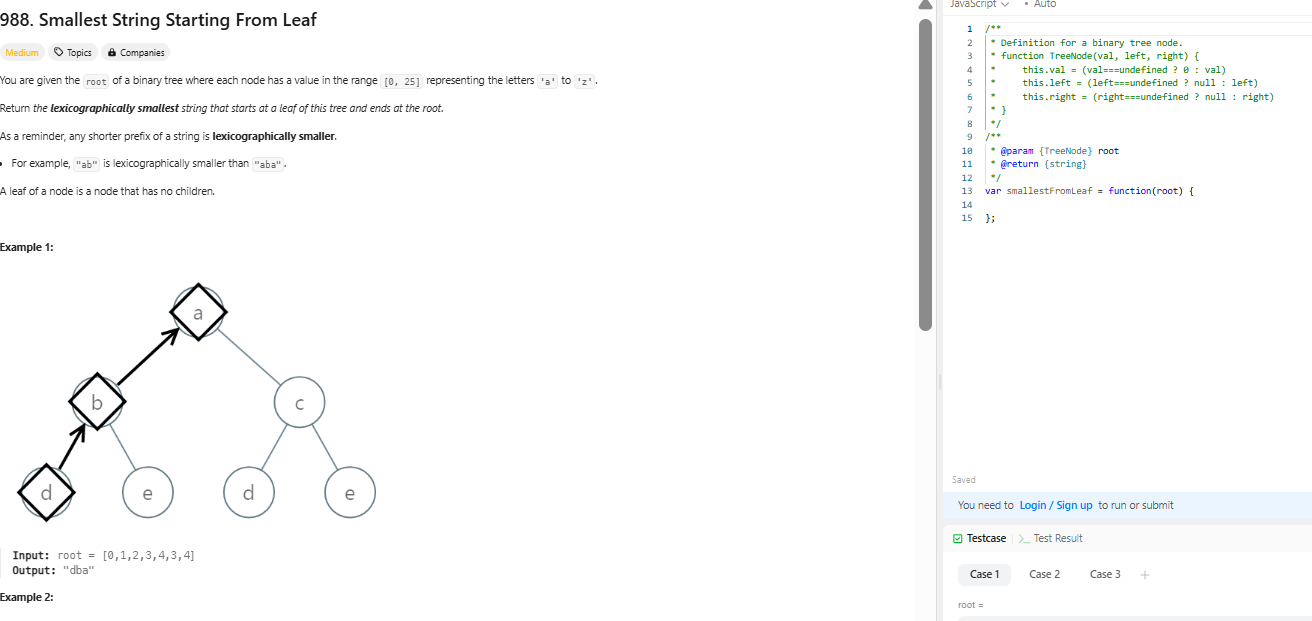 988. Smallest String Starting From Leaf
Medium Topics Companies
You are given the root of a binary tree where each node has a value in the range [0, 25] representing the letters 'a' to 'z'.
Return the lexicographically smallest string that starts at a leaf of this tree and ends at the root.
As a reminder, any shorter prefix of a string is lexicographically smaller.
• For example, "ab" is lexicographically smaller than "aba".
A leaf of a node is a node that has no children.
Example 1:
a
b c
d e d e
Input: root = [0,1,2,3,4,3,4]
Output: "dba"
Example 2:
JavaScript • Auto
1 /**
2 * Definition for a binary tree node.
3 * function TreeNode(val, left, right) {
4 *     this.val = (val===undefined ? 0 : val)
5 *     this.left = (left===undefined ? null : left)
6 *     this.right = (right===undefined ? null : right)
7 * }
8 */
9 /**
10 * @param {TreeNode} root
11 * @return {string}
12 */
13 var smallestFromLeaf = function(root) {
14
15 };
Saved
You need to Login / Sign up to run or submit
Testcase >_ Test Result
Case 1 Case 2 Case 3 +
root =